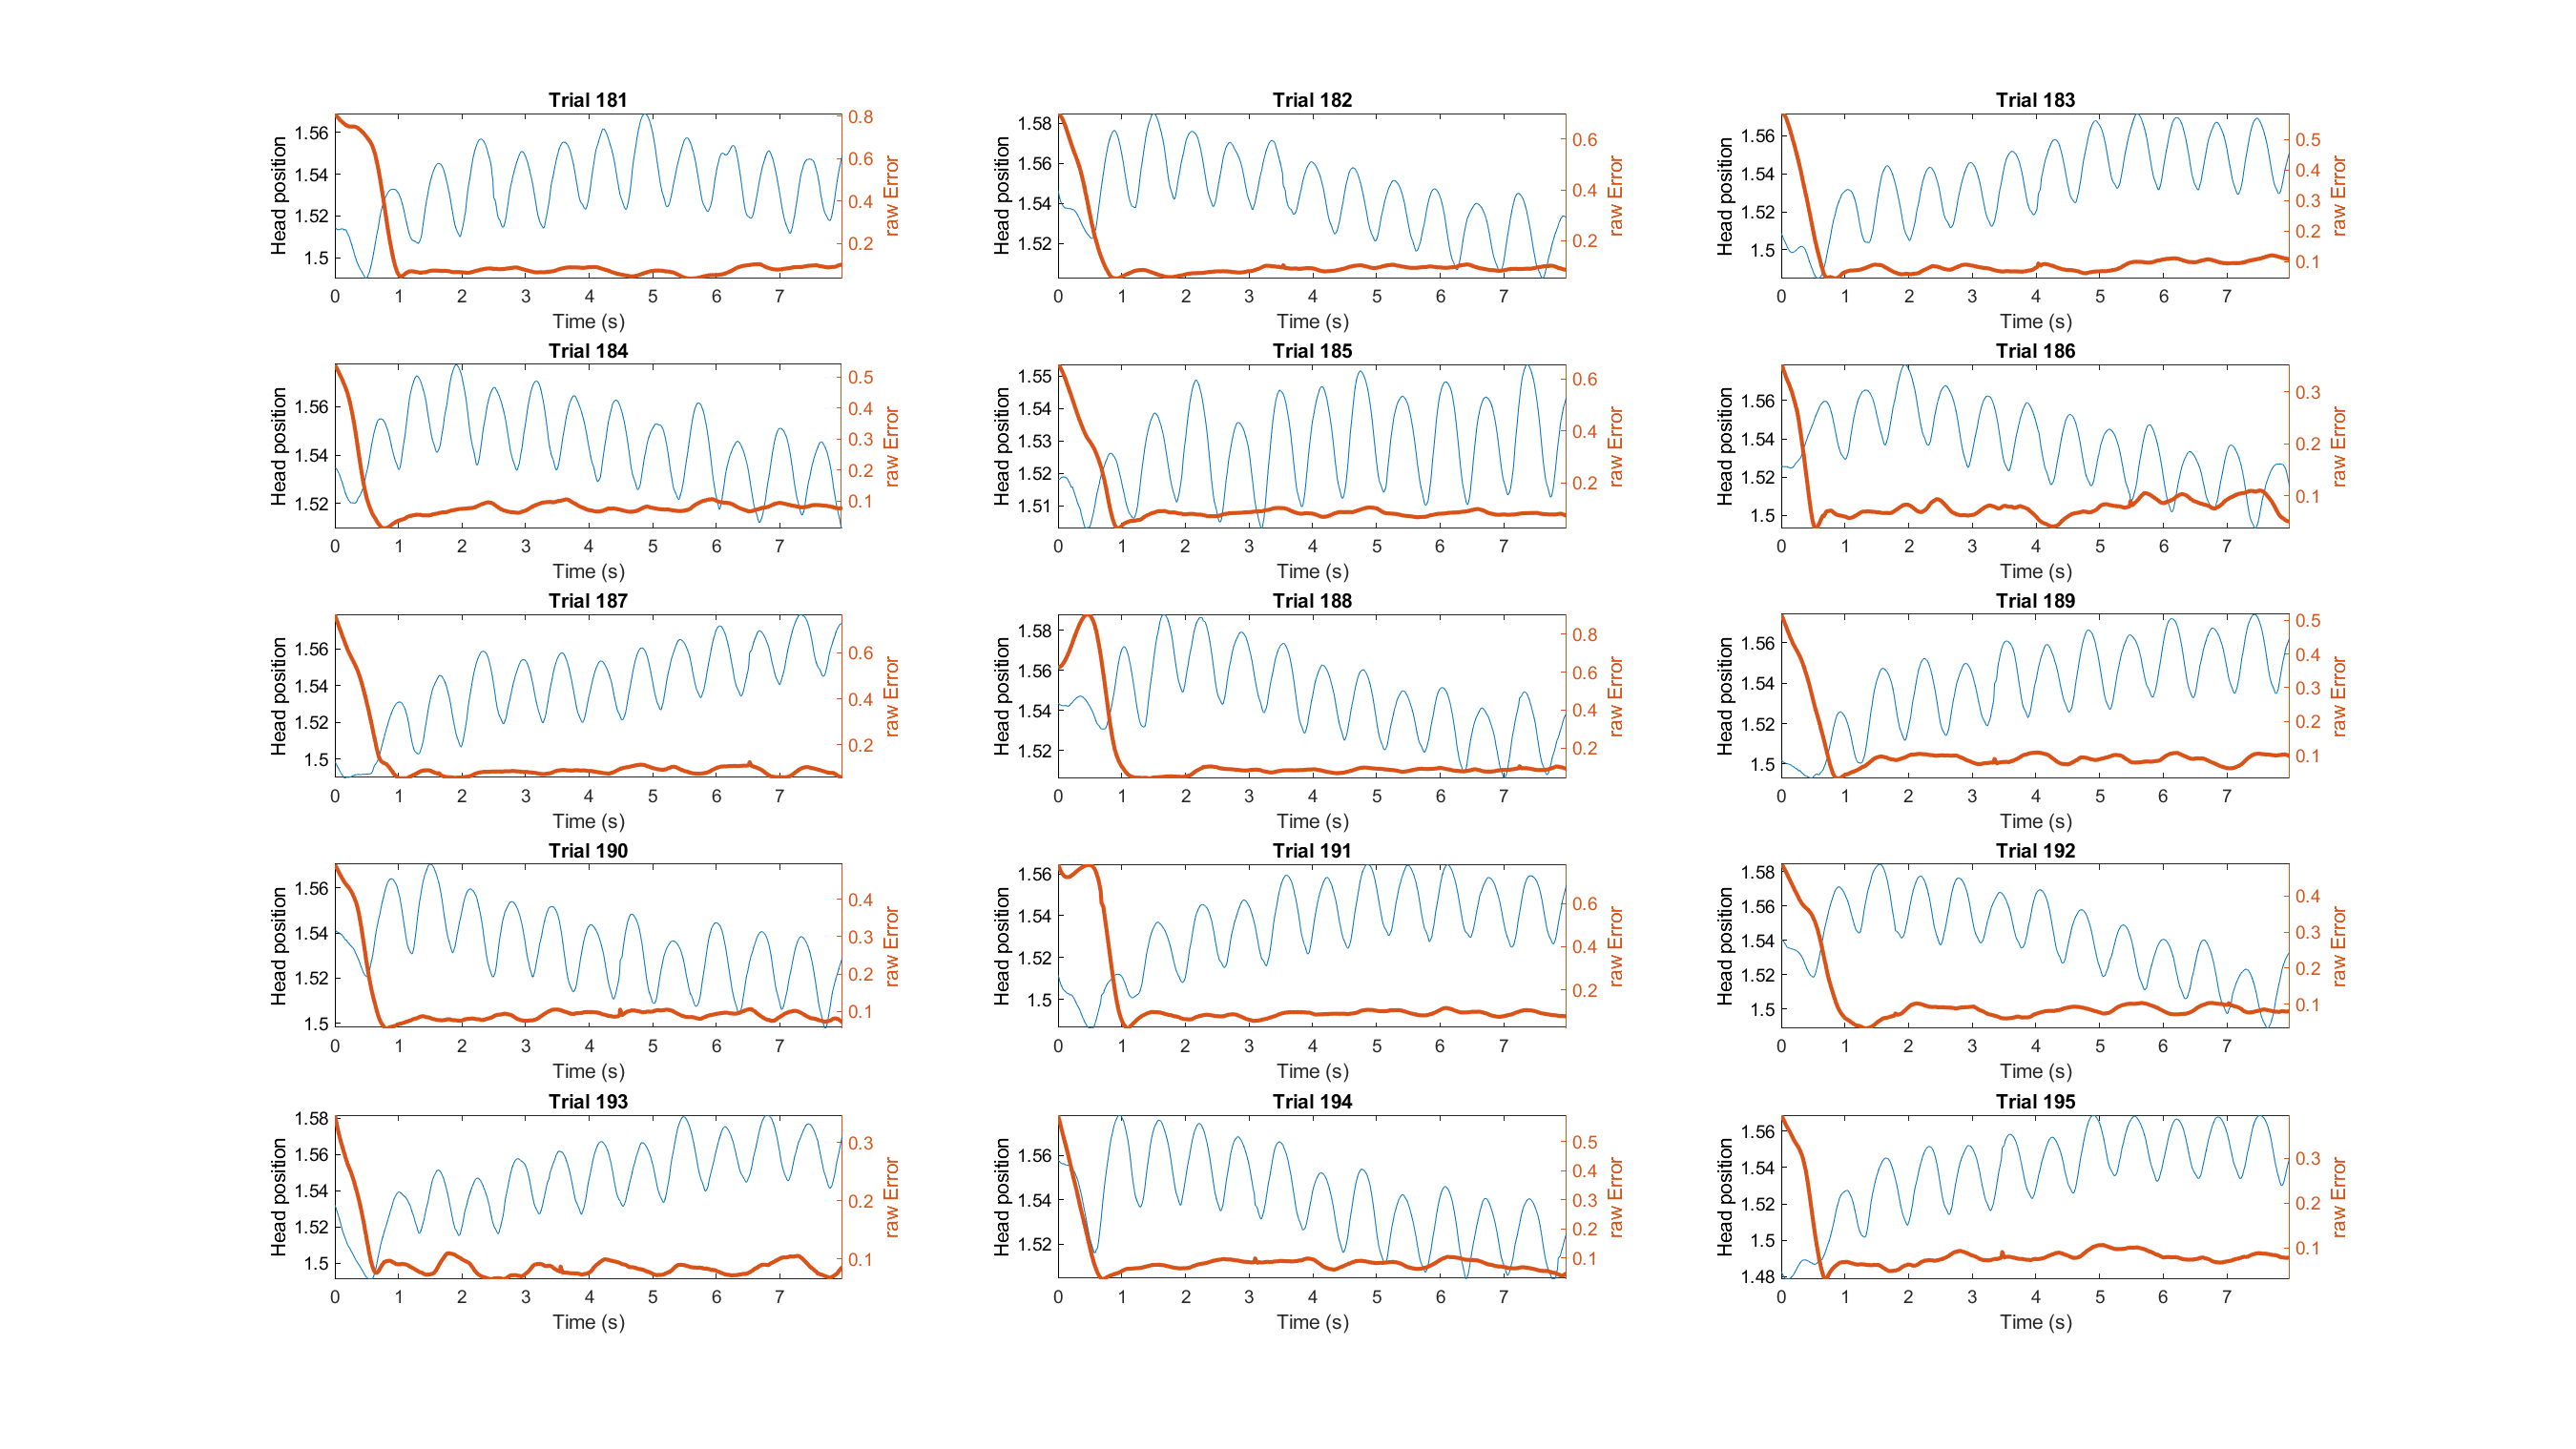 Trial 181
Head position
1.56
1.54
1.52
1.5
0.8
0.6
0.4
0.2
raw Error
0 1 2 3 4 5 6 7
Time (s)
Trial 182
Head position
1.58
1.56
1.54
1.52
0.6
0.4
0.2
raw Error
0 1 2 3 4 5 6 7
Time (s)
Trial 183
Head position
1.56
1.54
1.52
1.5
0.5
0.4
0.3
0.2
0.1
raw Error
0 1 2 3 4 5 6 7
Time (s)
Trial 184
Head position
1.56
1.54
1.52
0.5
0.4
0.3
0.2
0.1
raw Error
0 1 2 3 4 5 6 7
Time (s)
Trial 185
Head position
1.55
1.54
1.53
1.52
1.51
0.6
0.4
0.2
raw Error
0 1 2 3 4 5 6 7
Time (s)
Trial 186
Head position
1.56
1.54
1.52
1.5
0.3
0.2
0.1
raw Error
0 1 2 3 4 5 6 7
Time (s)
Trial 187
Head position
1.56
1.54
1.52
1.5
0.6
0.4
0.2
raw Error
0 1 2 3 4 5 6 7
Time (s)
Trial 188
Head position
1.58
1.56
1.54
1.52
0.8
0.6
0.4
0.2
raw Error
0 1 2 3 4 5 6 7
Time (s)
Trial 189
Head position
1.56
1.54
1.52
1.5
0.5
0.4
0.3
0.2
0.1
raw Error
0 1 2 3 4 5 6 7
Time (s)
Trial 190
Head position
1.56
1.54
1.52
1.5
0.4
0.3
0.2
0.1
raw Error
0 1 2 3 4 5 6 7
Time (s)
Trial 191
Head position
1.56
1.54
1.52
1.5
0.6
0.4
0.2
raw Error
0 1 2 3 4 5 6 7
Time (s)
Trial 192
Head position
1.58
1.56
1.54
1.52
1.5
0.4
0.3
0.2
0.1
raw Error
0 1 2 3 4 5 6 7
Time (s)
Trial 193
Head position
1.58
1.56
1.54
1.52
1.5
0.3
0.2
0.1
raw Error
0 1 2 3 4 5 6 7
Time (s)
Trial 194
Head position
1.56
1.54
1.52
0.5
0.4
0.3
0.2
0.1
raw Error
0 1 2 3 4 5 6 7
Time (s)
Trial 195
Head position
1.56
1.54
1.52
1.5
1.48
0.3
0.2
0.1
raw Error
0 1 2 3 4 5 6 7
Time (s)